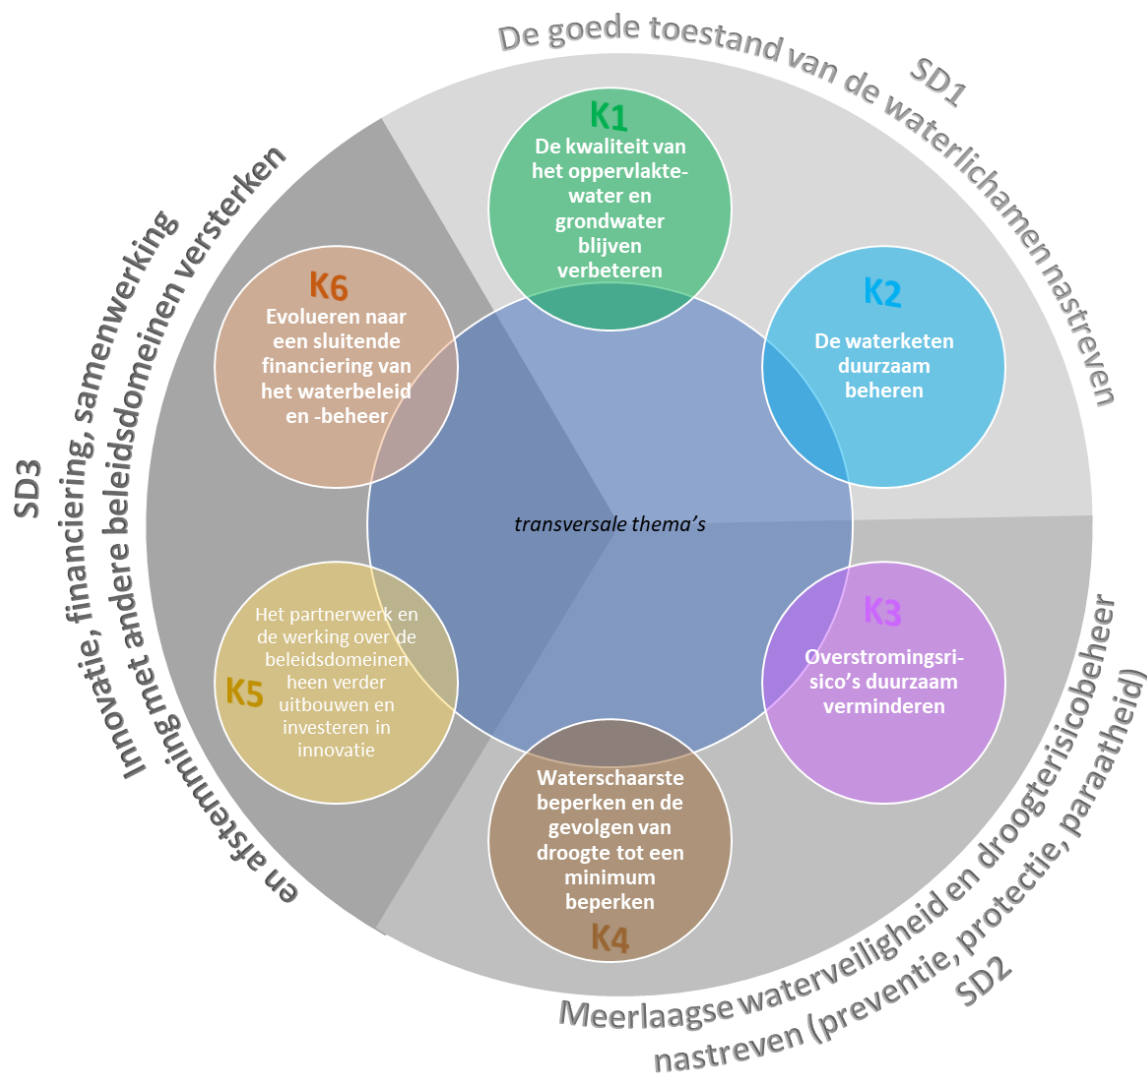 De goede toestand van de waterlichamen nastreven
SD1
K1
De kwaliteit van
het oppervlakte-
water en
grondwater
blijven
verbeteren
K2
De waterketen
duurzaam
beheren
K3
Overstromingsri-
sico's duurzaam
verminderen
Meerlaagse waterveiligheid en droogterisicobeheer
nastreven (preventie, protectie, paraatheid)
SD2
Waterschaarste
beperken en de
gevolgen van
droogte tot een
minimum
beperken
K4
Het partnerwerk en
de werking over de
beleidsdomeinen
heen verder
uitbouwen en
investeren in
innovatie
K5
K6
Evolueren naar
een sluitende
financiering van
het waterbeleid
en -beheer
SD3
Innovatie, financiering, samenwerking
en afstemming met andere beleidsdomeinen versterken
transversale thema's